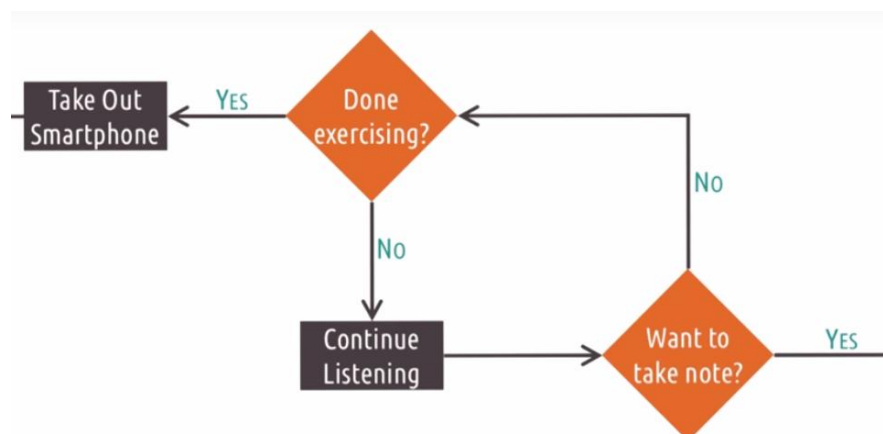 Take Out
Smartphone
YES
Done
exercising?
NO
NO
Continue
Listening
Want to
take note?
YES